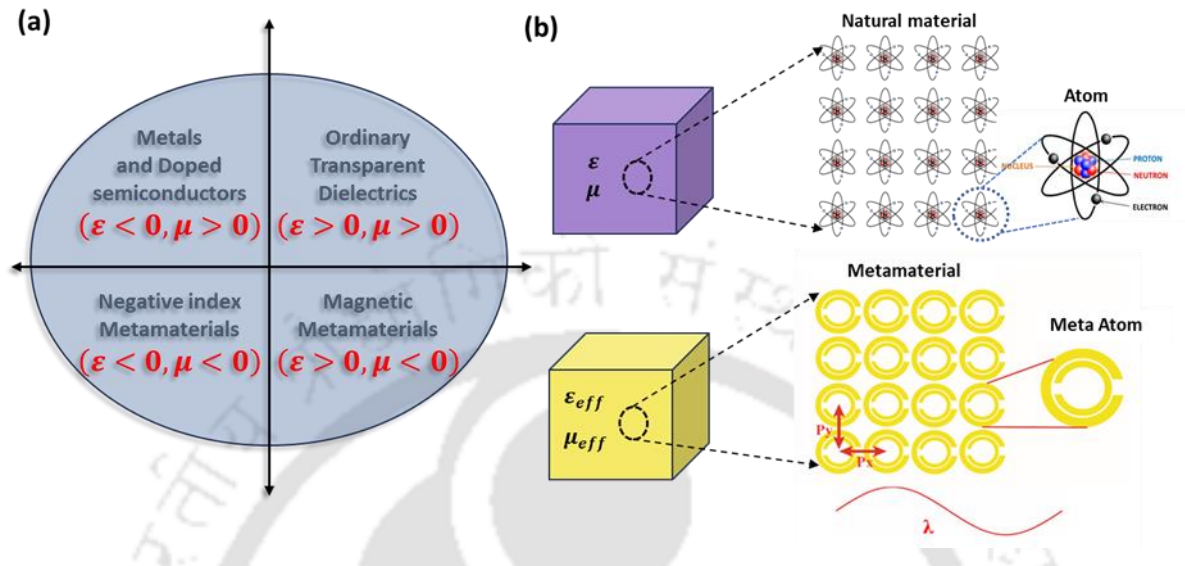 (a)
Metals
and Doped
semiconductors
(ε < 0, μ > 0)
Ordinary
Transparent
Dielectrics
(ε > 0, μ > 0)
Negative index
Metamaterials
(ε < 0, μ < 0)
Magnetic
Metamaterials
(ε > 0, μ < 0)
(b)
Natural material
ε
μ
Atom
NUCLEUS
PROTON
NEUTRON
ELECTRON
Metamaterial
ε_eff
μ_eff
Meta Atom
Py
Px
λ